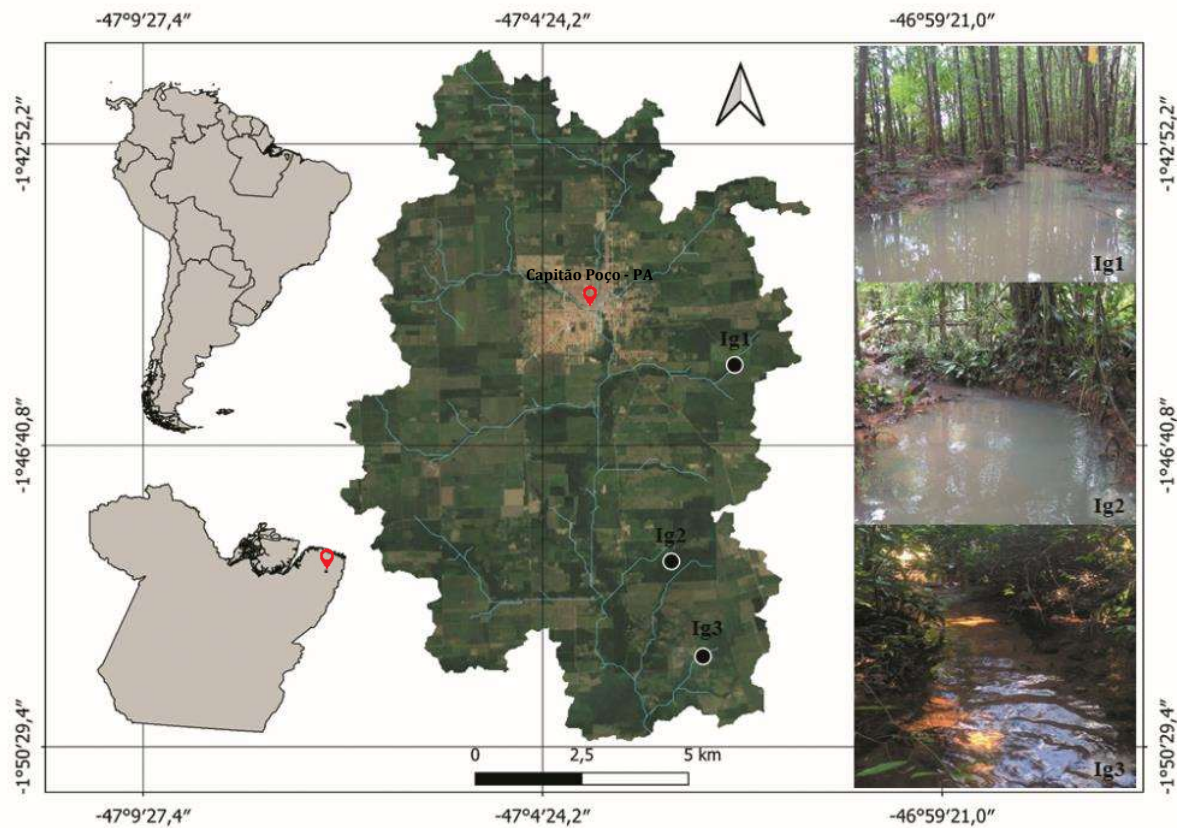 -47°9′27,4″
-47°4′24,2″
-46°59′21,0″
-1°42′52,2″
-1°42′52,2″
Ig1
Capitão Poço - PA
Ig1
-1°46′40,8″
-1°46′40,8″
Ig2
Ig2
Ig3
-1°50′29,4″
-1°50′29,4″
0 2,5 5 km
Ig3
-47°9′27,4″
-47°4′24,2″
-46°59′21,0″